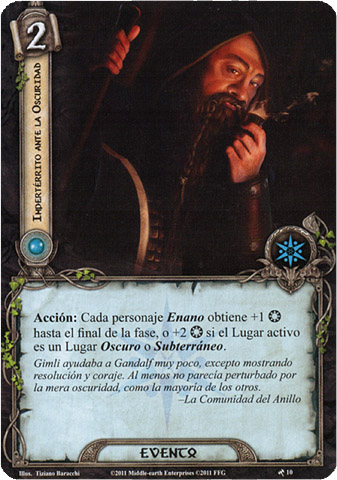 2
Impertérrito ante la Oscuridad
Acción: Cada personaje Enano obtiene +1
hasta el final de la fase, o +2 si el Lugar activo
es un Lugar Oscuro o Subterráneo.
Gimli ayudaba a Gandalf muy poco, excepto mostrando
resolución y coraje. Al menos no parecía perturbado por
la mera oscuridad, como la mayoría de los otros.
–La Comunidad del Anillo
Evento
Illus. Tiziano Baracchi ©2011 Middle-earth Enterprises ©2011 FFG 10